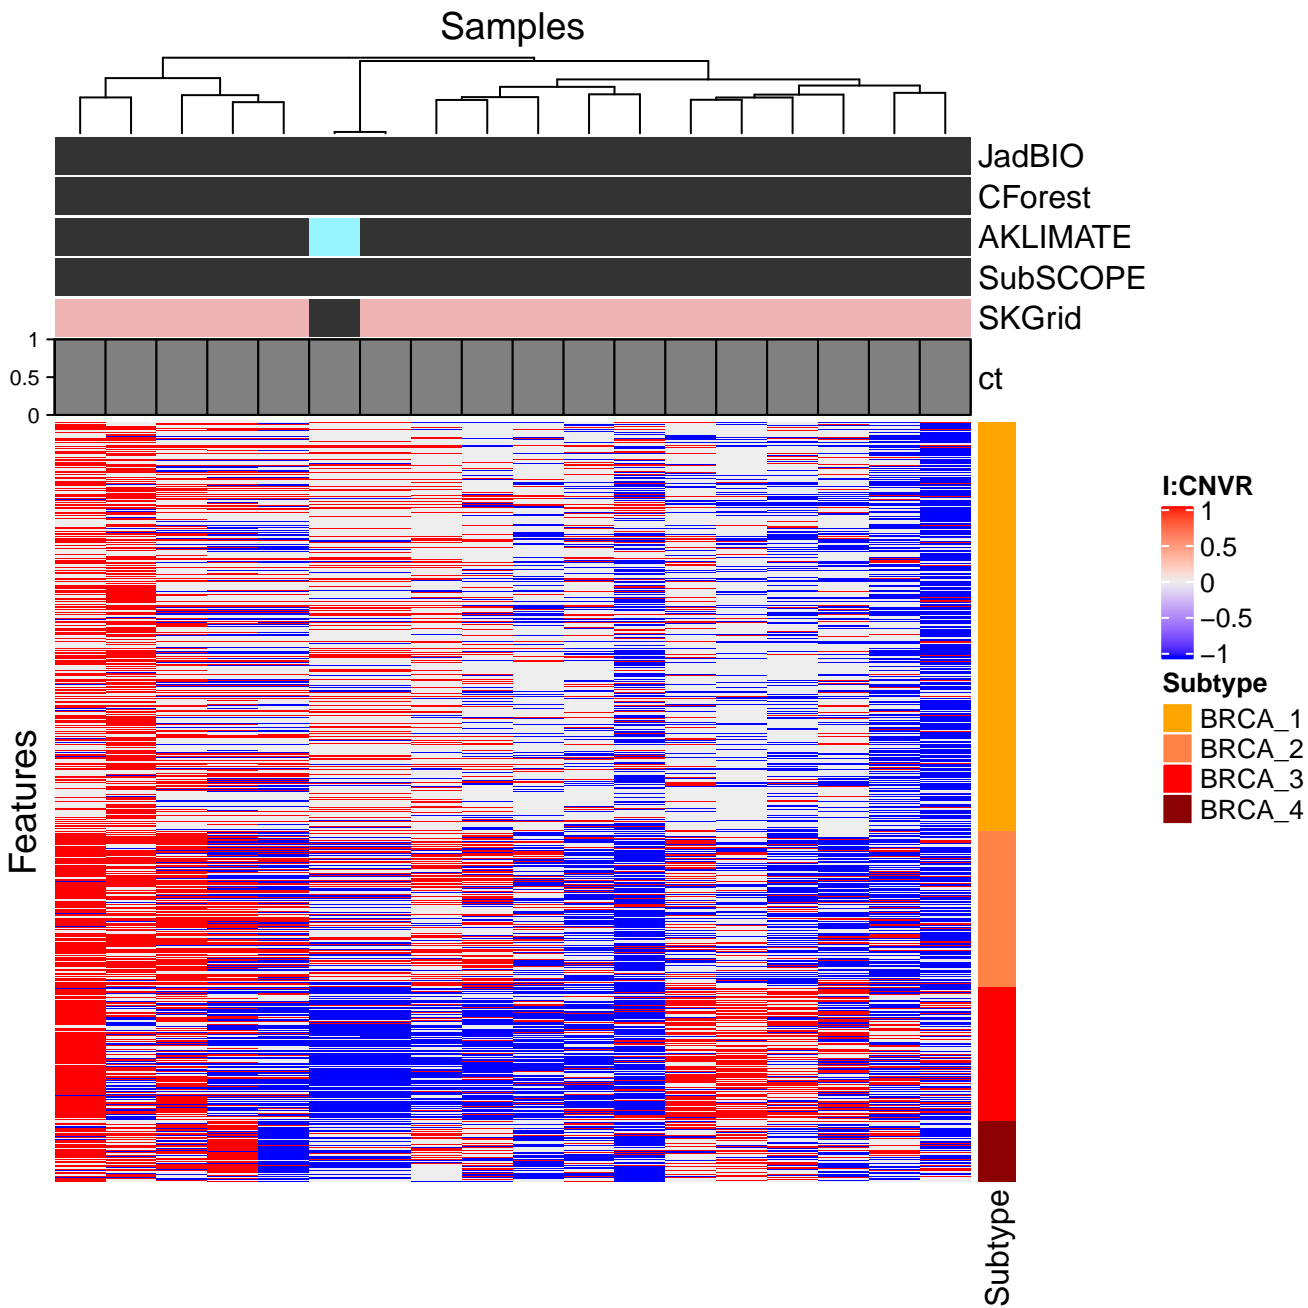 Samples
JadBIO
CForest
AKLIMATE
SubSCOPE
SKGrid
1
0.5
0
ct
Features
Subtype
I:CNVR
1
0.5
0
−0.5
−1
Subtype
BRCA_1
BRCA_2
BRCA_3
BRCA_4